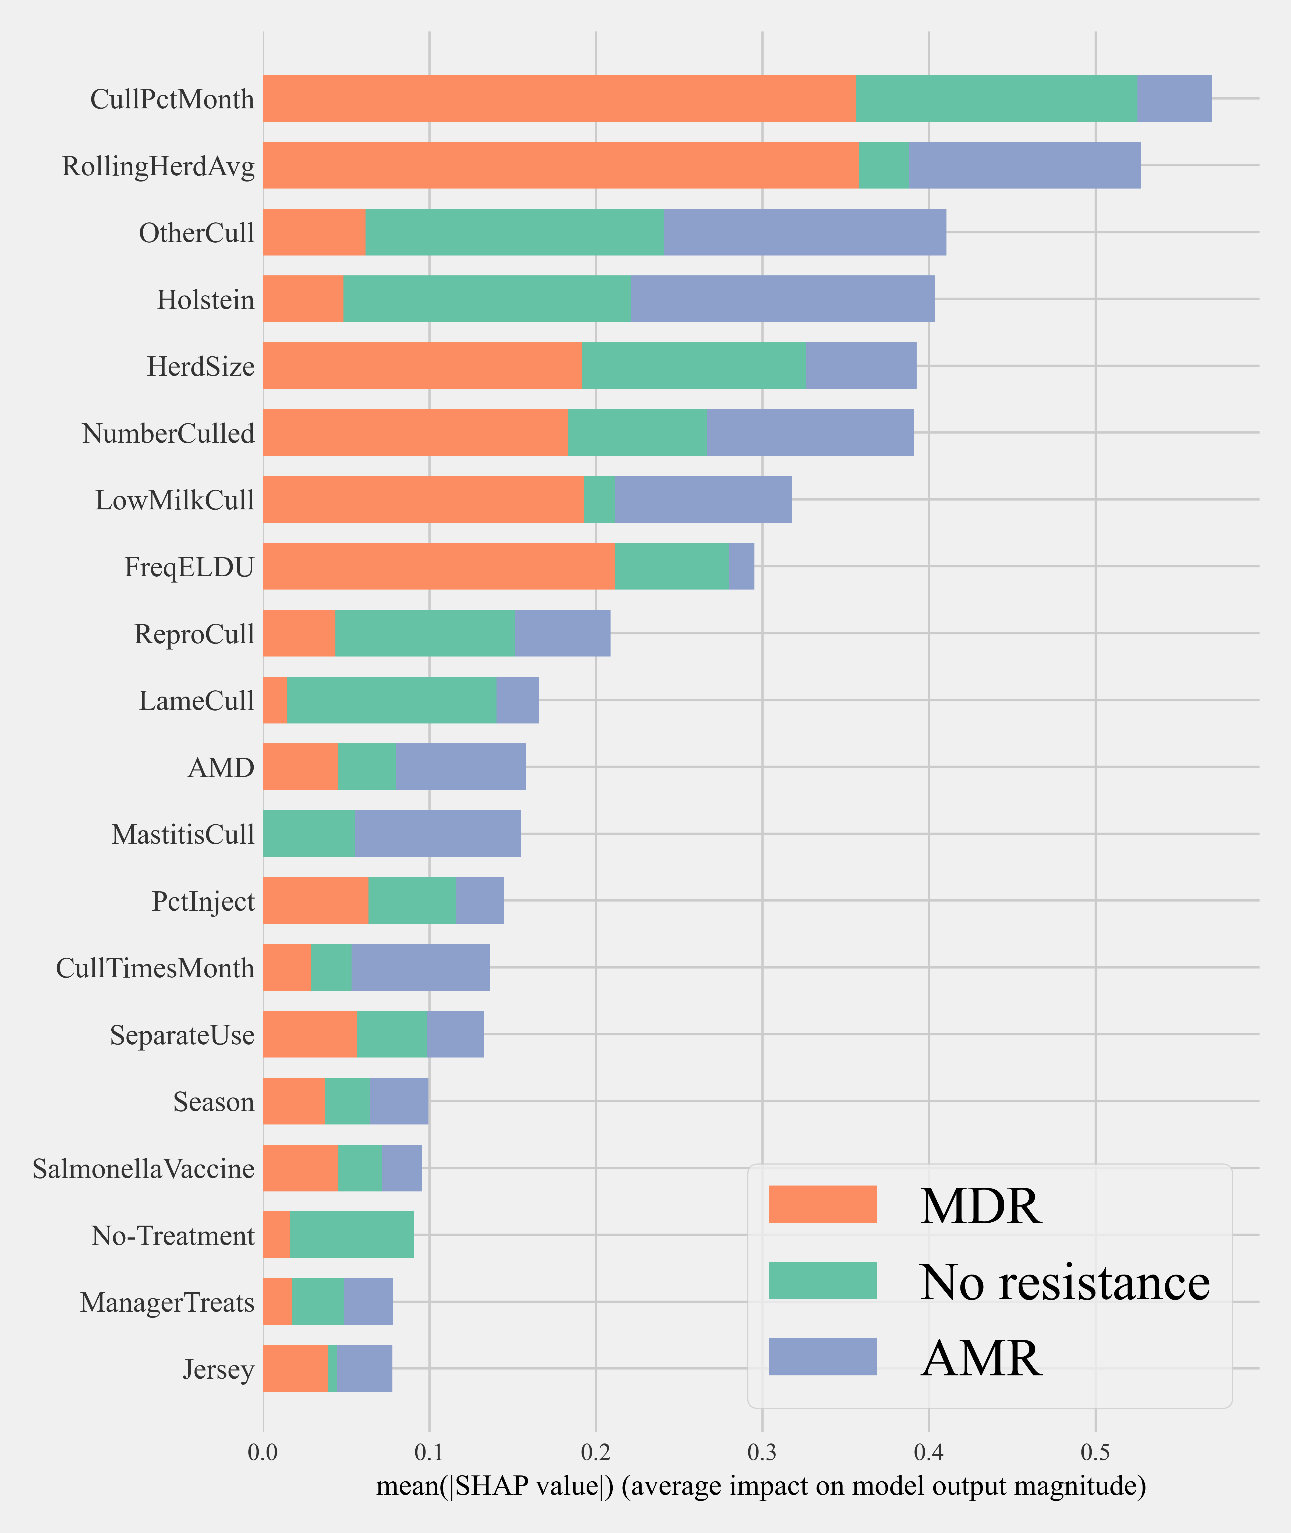 CullPctMonth
RollingHerdAvg
OtherCull
Holstein
HerdSize
NumberCulled
LowMilkCull
FreqELDU
ReproCull
LameCull
AMD
MastitisCull
PctInject
CullTimesMonth
SeparateUse
Season
SalmonellaVaccine
No-Treatment
ManagerTreats
Jersey
MDR
No resistance
AMR
0.0 0.1 0.2 0.3 0.4 0.5
mean(|SHAP value|) (average impact on model output magnitude)